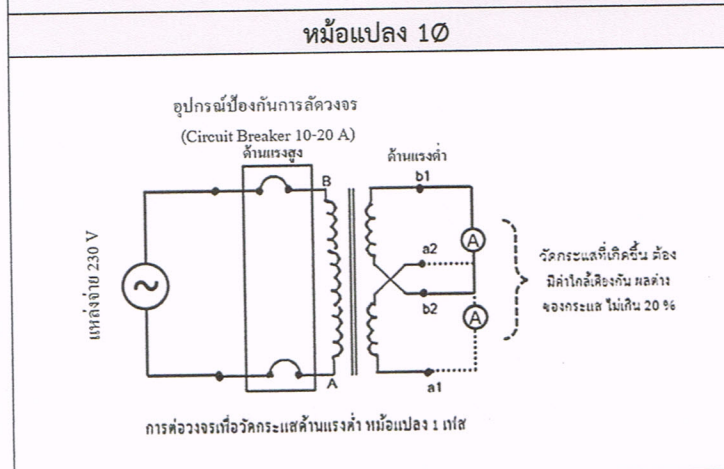 หม้อแปลง 1Ø
อุปกรณ์ป้องกันการลัดวงจร
(Circuit Breaker 10-20 A)
ด้านแรงสูง
ด้านแรงต่ำ
B
b1
A
a2
วัดกระแสที่เกิดขึ้น ต้อง
มีค่าใกล้เคียงกัน ผลต่าง
ของกระแส ไม่เกิน 20 %
แหล่งจ่าย 230 V
b2
A
A
a1
การต่อวงจรเพื่อวัดกระแสด้านแรงต่ำ หม้อแปลง 1 เฟส